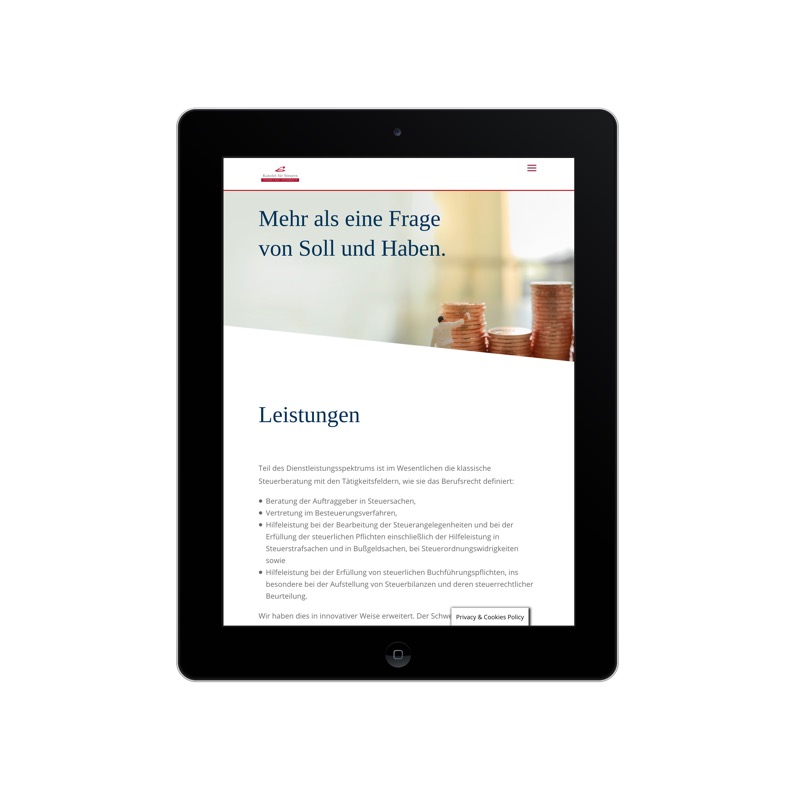 Kanzlei für Steuern
Mehr als eine Frage
von Soll und Haben.
Leistungen
Teil des Dienstleistungsspektrums ist im Wesentlichen die klassische
Steuerberatung mit den Tätigkeitsfeldern, wie sie das Berufsrecht definiert:
Beratung der Auftraggeber in Steuersachen,
Vertretung im Besteuerungsverfahren,
Hilfeleistung bei der Bearbeitung der Steuerangelegenheiten und bei der
Erfüllung der steuerlichen Pflichten einschließlich der Hilfeleistung in
Steuerstrafsachen und in Bußgeldsachen, bei Steuerordnungswidrigkeiten
sowie
Hilfeleistung bei der Erfüllung von steuerlichen Buchführungspflichten, ins
besondere bei der Aufstellung von Steuerbilanzen und deren steuerrechtlicher
Beurteilung.
Wir haben dies in innovativer Weise erweitert. Der Schwe
Privacy & Cookies Policy